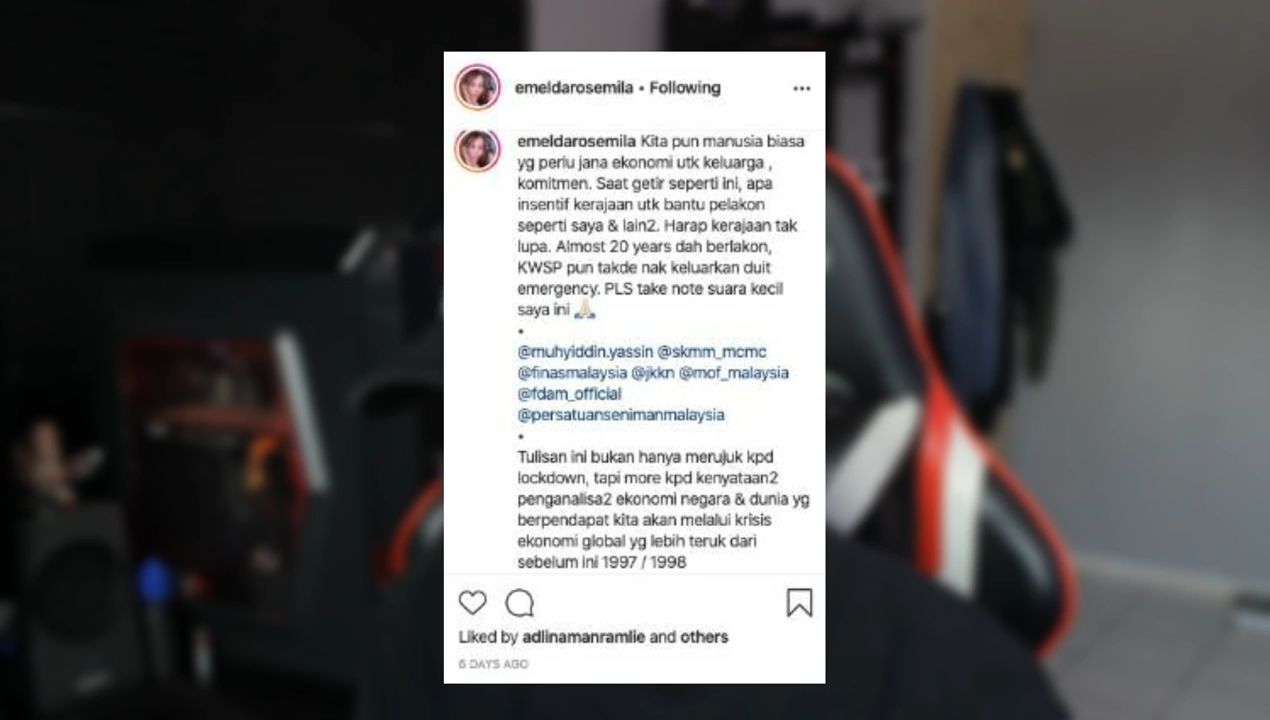 emeldarosemila • Following
emeldarosemila Kita pun manusia biasa
yg perlu jana ekonomi utk keluarga ,
komitmen. Saat getir seperti ini, apa
insentif kerajaan utk bantu pelakon
seperti saya & lain2. Harap kerajaan tak
lupa. Almost 20 years dah berlakon,
KWSP pun takde nak keluarkan duit
emergency. PLS take note suara kecil
saya ini 🙏🏻
•
@muhyiddin.yassin @skmm_mcmc
@finasmalaysia @jkkn @mof_malaysia
@fdam_official
@persatuansenimanmalaysia
•
Tulisan ini bukan hanya merujuk kpd
lockdown, tapi more kpd kenyataan2
penganalisa2 ekonomi negara & dunia yg
berpendapat kita akan melalui krisis
ekonomi global yg lebih teruk dari
sebelum ini 1997 / 1998
Liked by adlinamanramlie and others
6 DAYS AGO